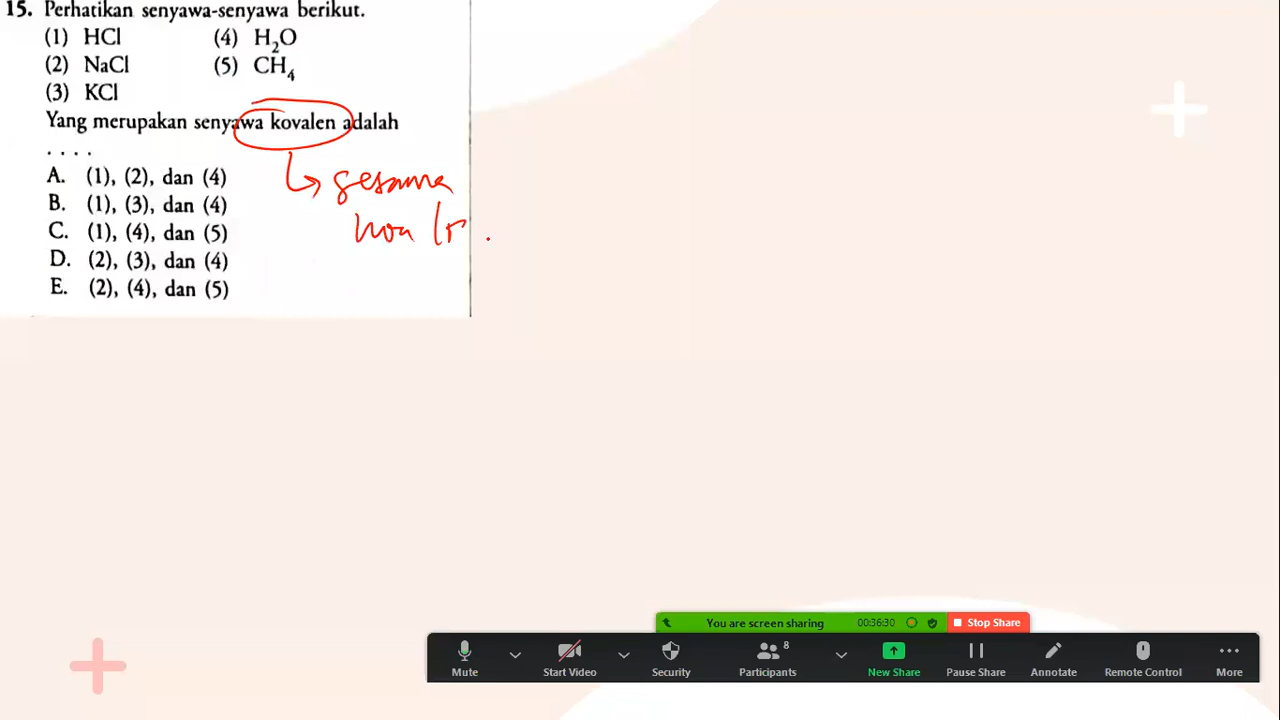 15. Perhatikan senyawa-senyawa berikut.
(1) HCl (4) H₂O
(2) NaCl (5) CH₄
(3) KCl
Yang merupakan senyawa kovalen adalah
. . . .
A. (1), (2), dan (4)
B. (1), (3), dan (4)
C. (1), (4), dan (5)
D. (2), (3), dan (4)
E. (2), (4), dan (5)
sesama
non
You are screen sharing 00:36:30 Stop Share
Mute Start Video Security Participants 8 New Share Pause Share Annotate Remote Control More